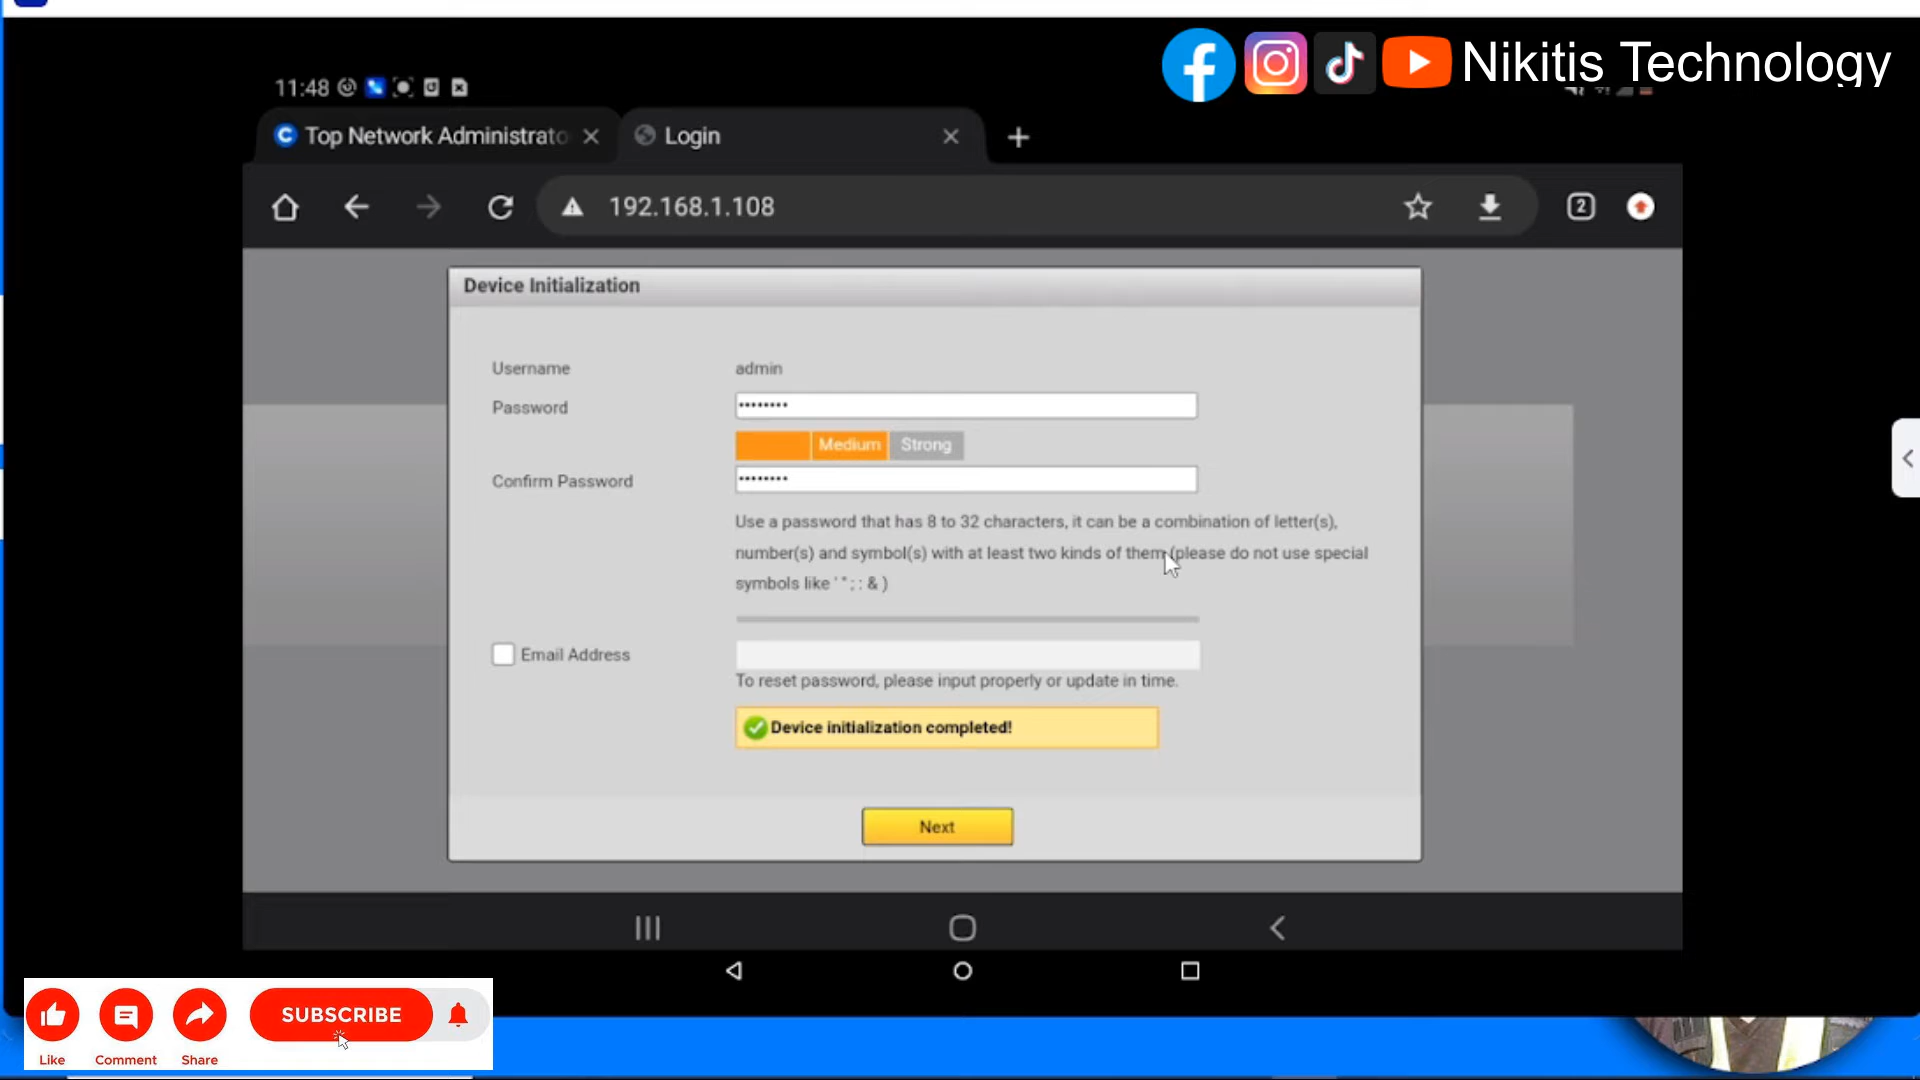 Nikitis Technology
11:48
Top Network Administrato
Login
192.168.1.108
2
Device Initialization
Username
admin
Password
••••••••
Medium
Strong
Confirm Password
••••••••
Use a password that has 8 to 32 characters, it can be a combination of letter(s),
number(s) and symbol(s) with at least two kinds of them (please do not use special
symbols like ' " ; : & )
Email Address
To reset password, please input properly or update in time.
Device initialization completed!
Next
SUBSCRIBE
Like
Comment
Share